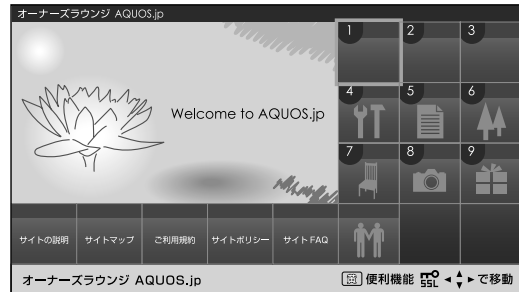 オーナーズラウンジ AQUOS.jp
Welcome to AQUOS.jp
1 2 3
4 5 6
7 8 9
サイトの説明 サイトマップ ご利用規約 サイトポリシー サイト FAQ
オーナーズラウンジ AQUOS.jp 便利機能 SSL で移動